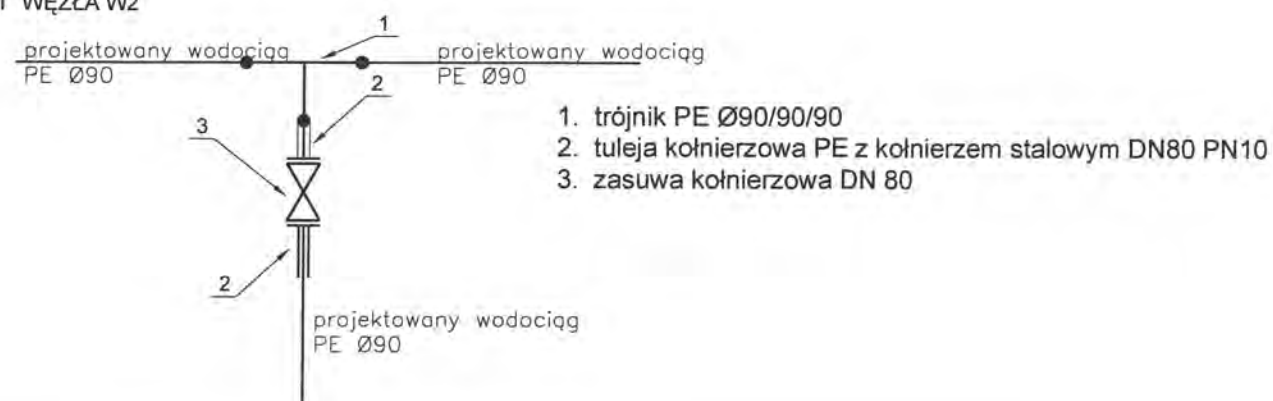 WĘZŁA W2
1
projektowany wodociąg
PE Ø90
projektowany wodociąg
PE Ø90
2
3
1. trójnik PE Ø90/90/90
2. tuleja kołnierzowa PE z kołnierzem stalowym DN80 PN10
3. zasuwa kołnierzowa DN 80
2
projektowany wodociąg
PE Ø90